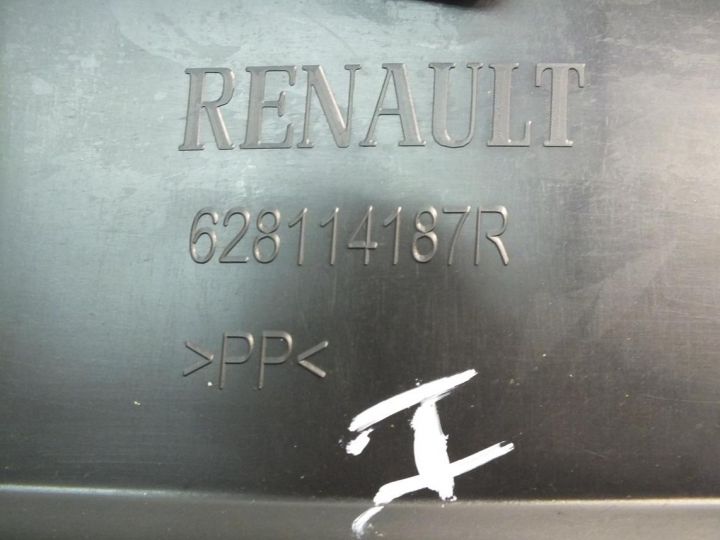 RENAULT
628114187R
>PP<
I